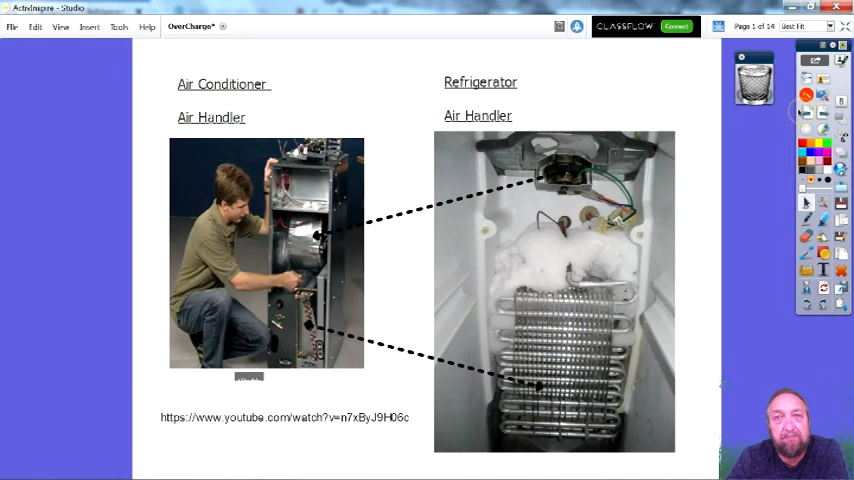 ActivInspire - Studio
File Edit View Insert Tools Help OverCharge*
CLASSFLOW Connect
Page 1 of 14 Best Fit
Air Conditioner
Refrigerator
Air Handler
Air Handler
https://www.youtube.com/watch?v=n7xByJ9H06c